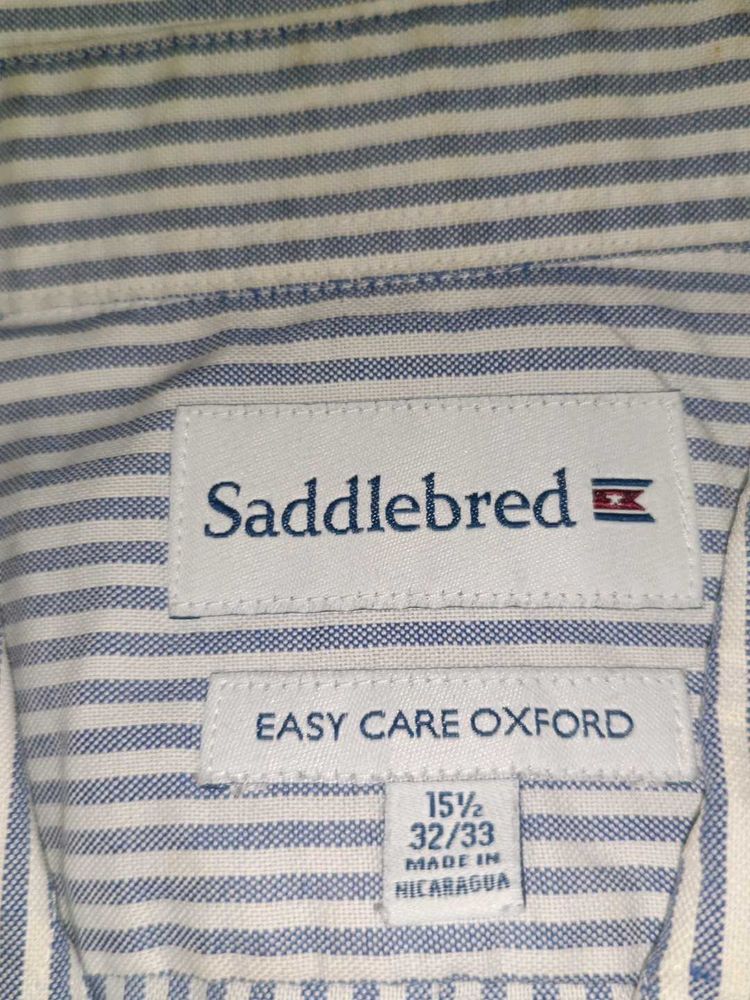 Saddlebred
EASY CARE OXFORD
15½
32/33
MADE IN
NICARAGUA